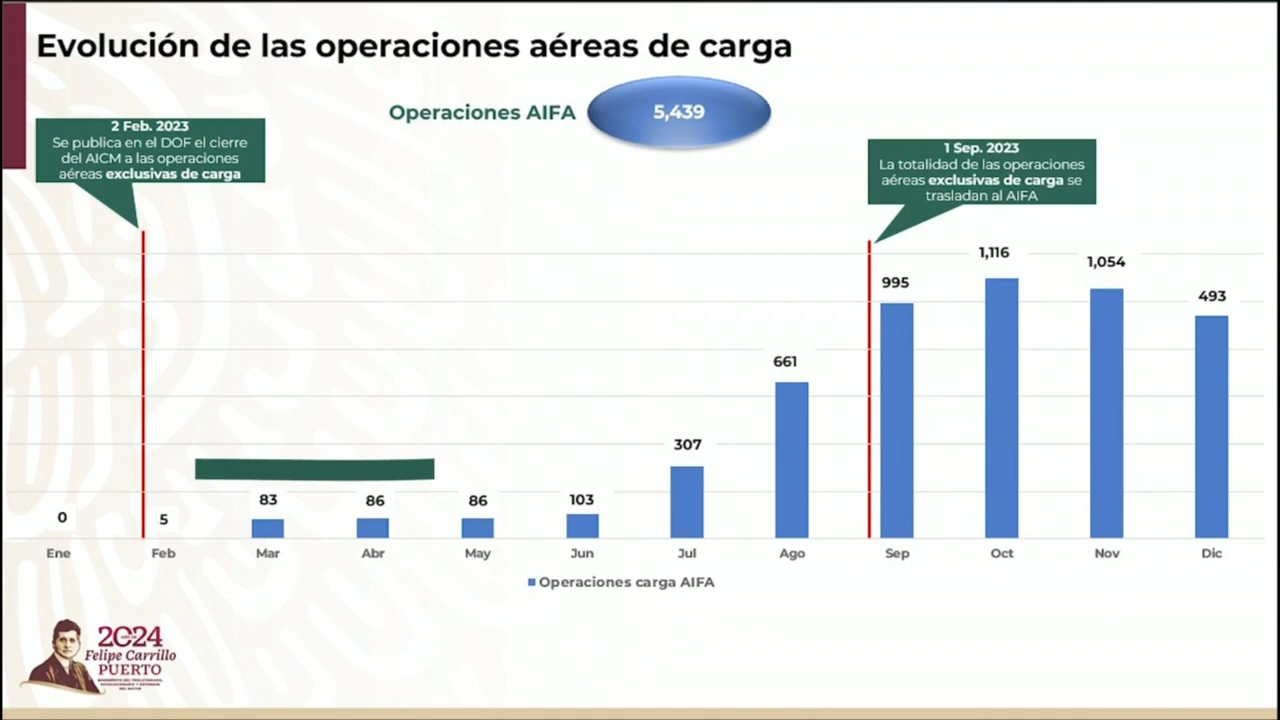 Evolución de las operaciones aéreas de carga
Operaciones AIFA
5,439
2 Feb. 2023
Se publica en el DOF el cierre
del AICM a las operaciones
aéreas exclusivas de carga
1 Sep. 2023
La totalidad de las operaciones
aéreas exclusivas de carga se
trasladan al AIFA
0
5
83
86
86
103
307
661
995
1,116
1,054
493
Ene
Feb
Mar
Abr
May
Jun
Jul
Ago
Sep
Oct
Nov
Dic
Operaciones carga AIFA
2024
Felipe Carrillo
PUERTO